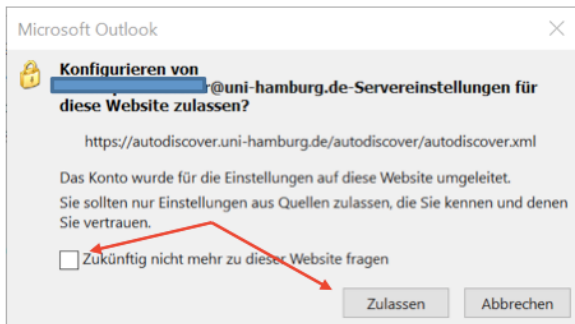 Microsoft Outlook
Konfigurieren von
r@uni-hamburg.de-Servereinstellungen für
diese Website zulassen?
https://autodiscover.uni-hamburg.de/autodiscover/autodiscover.xml
Das Konto wurde für die Einstellungen auf diese Website umgeleitet.
Sie sollten nur Einstellungen aus Quellen zulassen, die Sie kennen und denen
Sie vertrauen.
Zukünftig nicht mehr zu dieser Website fragen
Zulassen Abbrechen